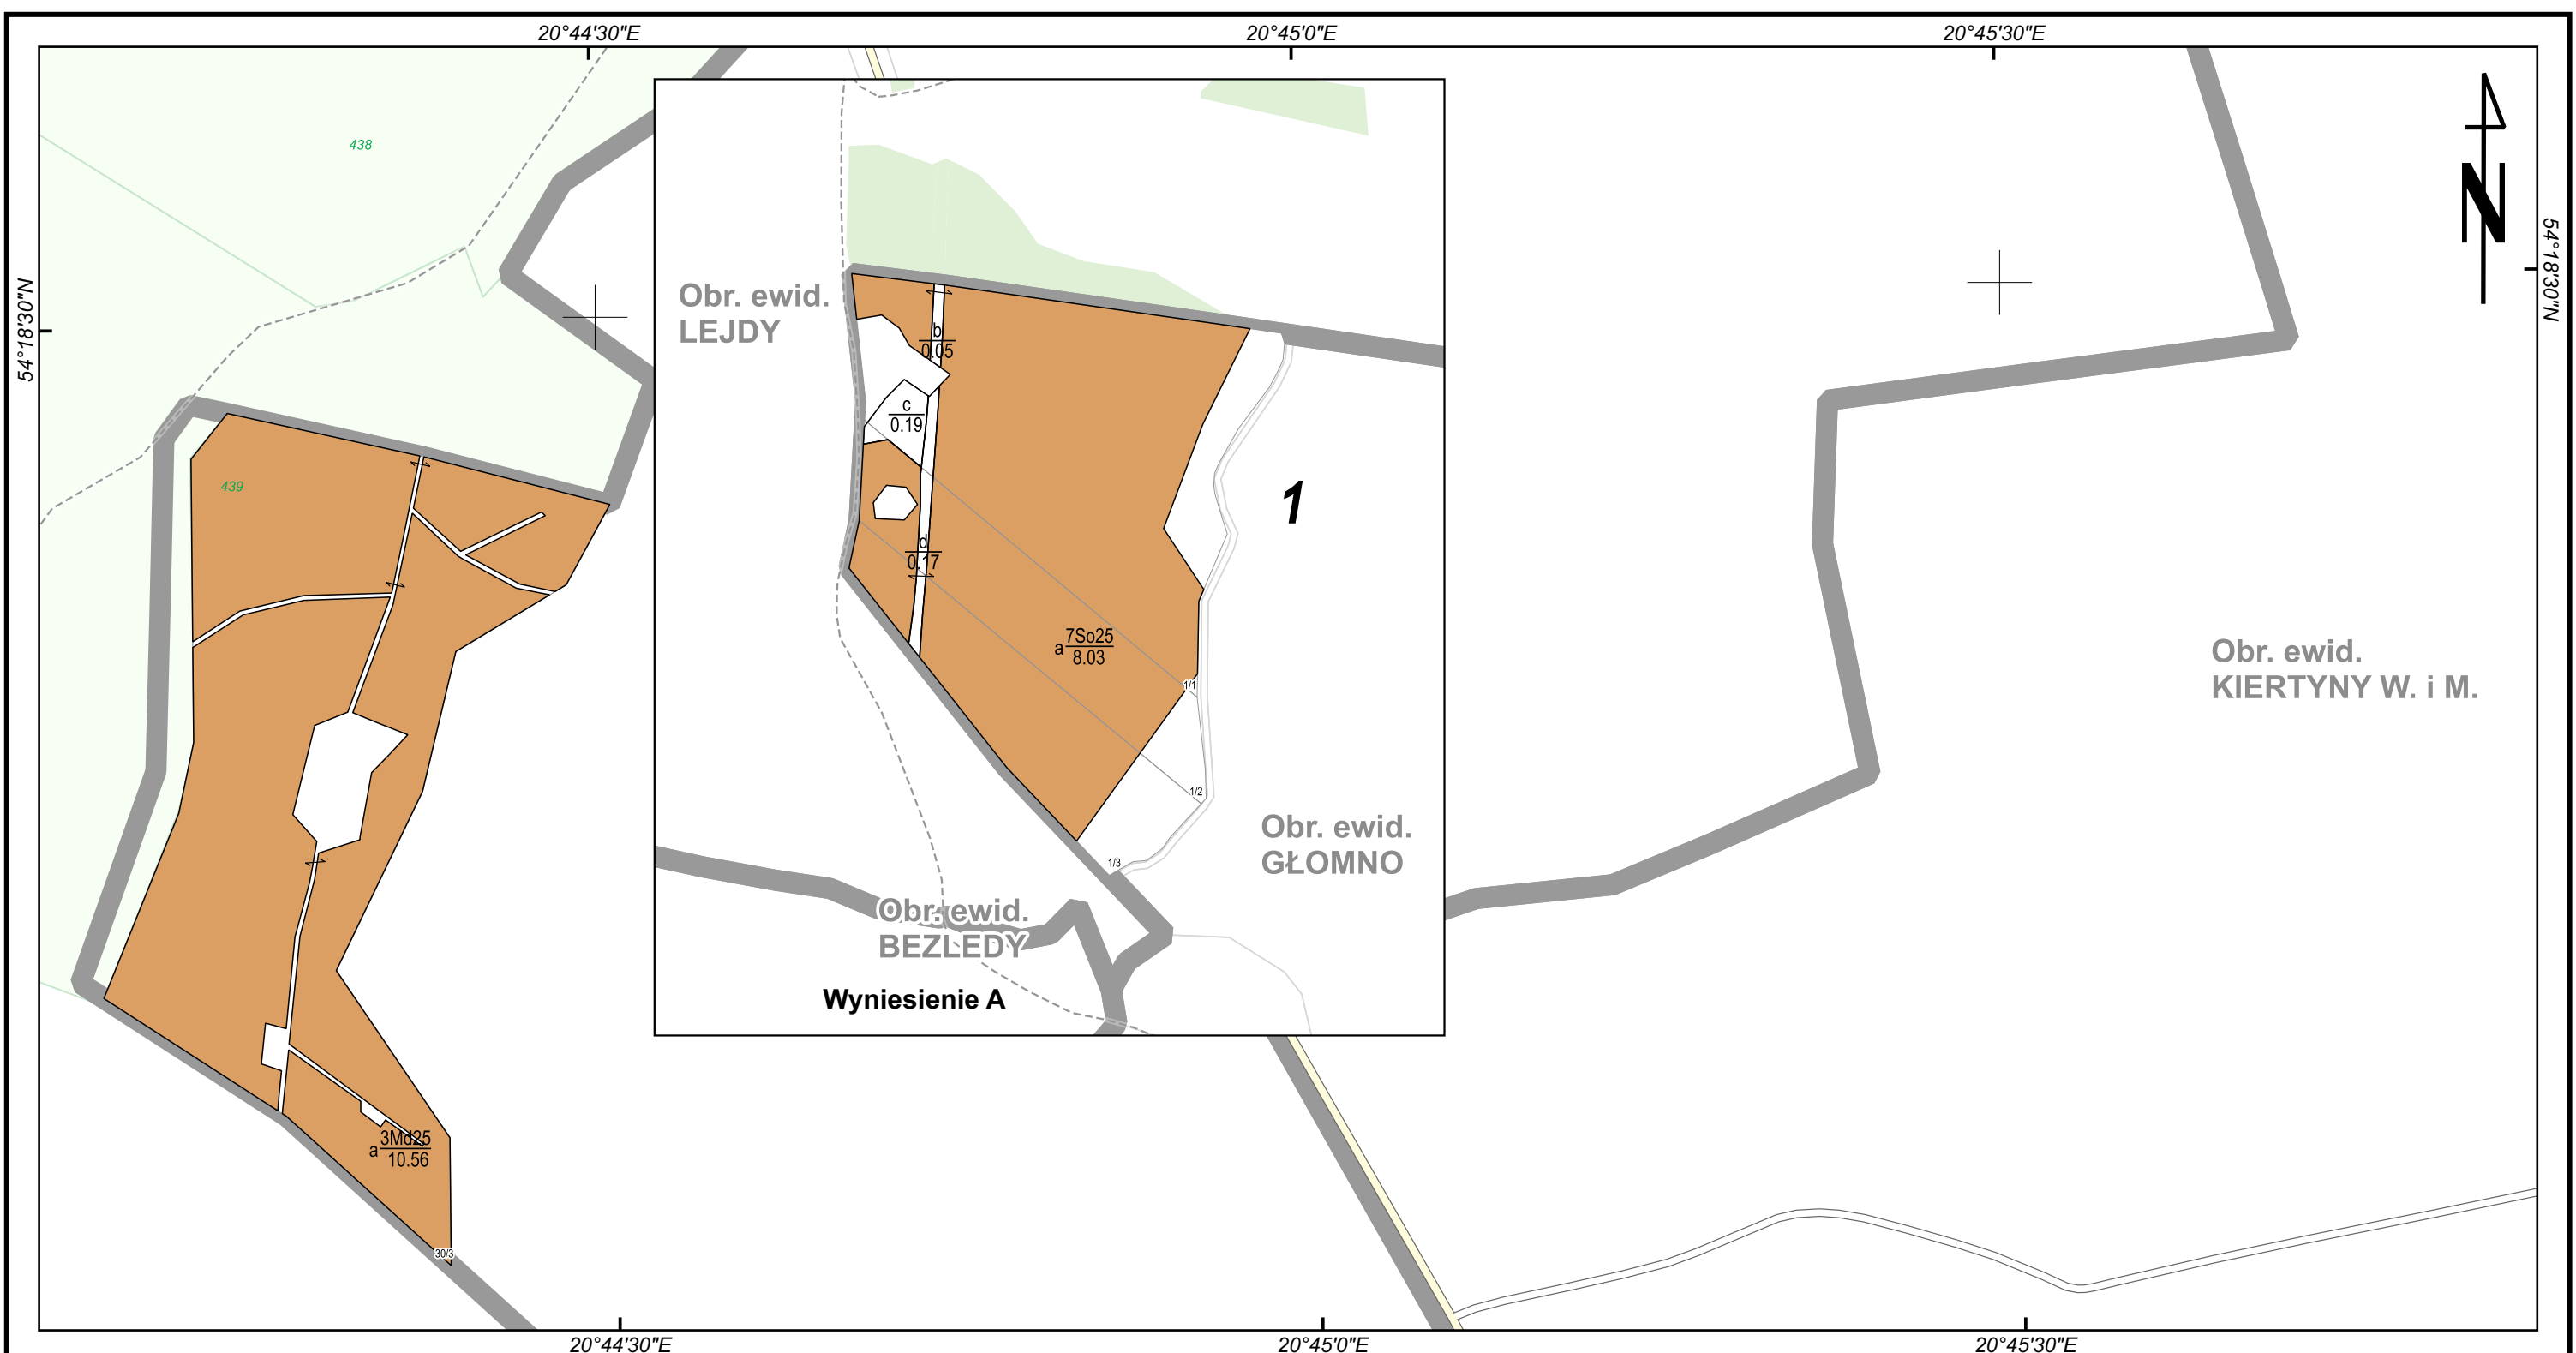 20°44'30"E
20°45'0"E
20°45'30"E
438
N
54°18'30"N
54°18'30"N
Obr. ewid.
LEJDY
b
0.05
c
0.19
439
1
d
0.17
a 7So25
8.03
1/1
Obr. ewid.
KIERTYNY W. i M.
1/2
Obr. ewid.
GŁOMNO
1/3
Obr. ewid.
BEZLEDY
Wyniesienie A
a 3Md25
10.56
30/3
20°44'30"E
20°45'0"E
20°45'30"E